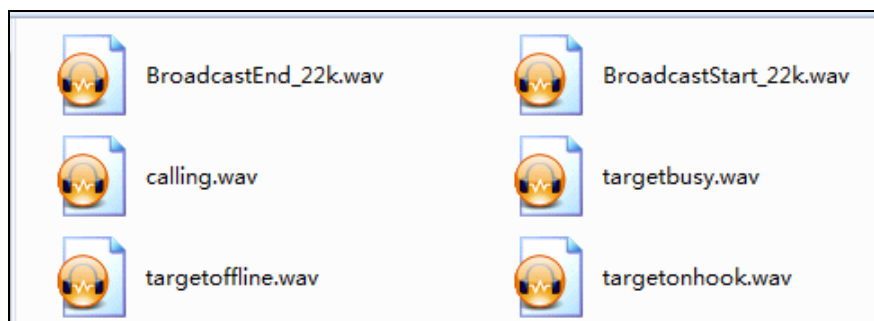 BroadcastEnd_22k.wav
BroadcastStart_22k.wav
calling.wav
targetbusy.wav
targetoffline.wav
targetonhook.wav